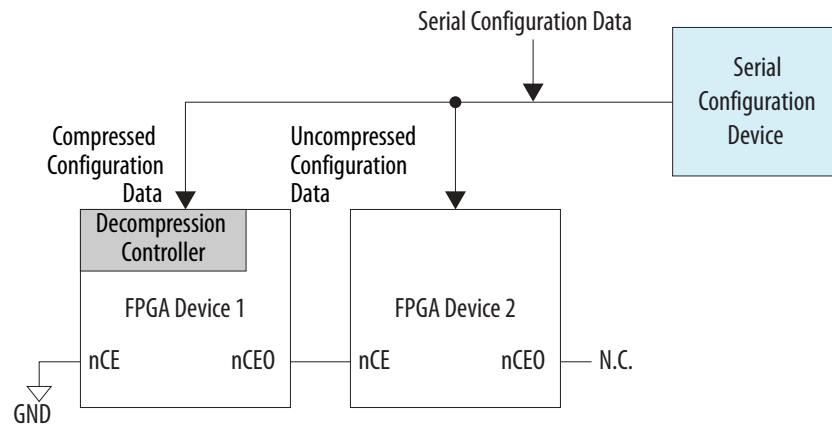 Serial Configuration Data
Serial
Configuration
Device
Compressed
Configuration
Data
Uncompressed
Configuration
Data
Decompression
Controller
FPGA Device 1
FPGA Device 2
nCE
nCEO
nCE
nCEO
N.C.
GND